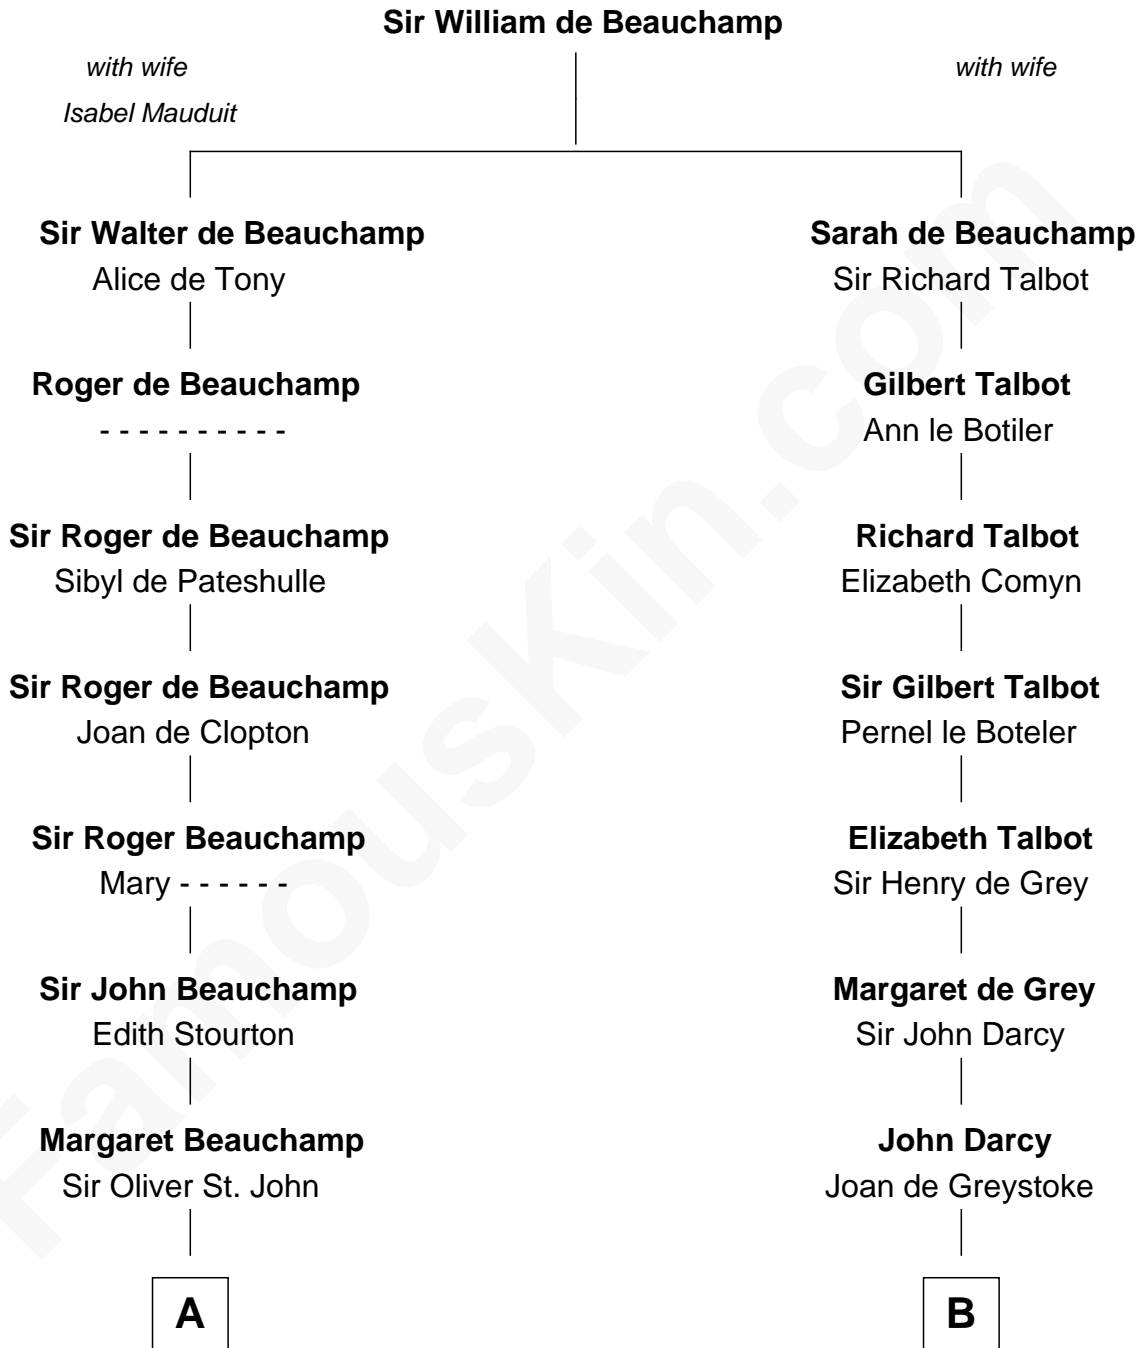 Sir William de Beauchamp
with wife
Isabel Mauduit
with wife
Sir Walter de Beauchamp
Alice de Tony
Sarah de Beauchamp
Sir Richard Talbot
Roger de Beauchamp
- - - - - - - - - -
Gilbert Talbot
Ann le Botiler
Sir Roger de Beauchamp
Sibyl de Pateshulle
Richard Talbot
Elizabeth Comyn
Sir Roger de Beauchamp
Joan de Clopton
Sir Gilbert Talbot
Pernel le Boteler
Sir Roger Beauchamp
Mary - - - - - -
Elizabeth Talbot
Sir Henry de Grey
Sir John Beauchamp
Edith Stourton
Margaret de Grey
Sir John Darcy
Margaret Beauchamp
Sir Oliver St. John
John Darcy
Joan de Greystoke
A
B
FamousKin.com